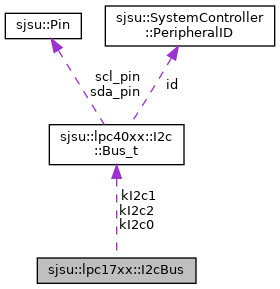 sjsu::Pin
sjsu::SystemController
::PeripheralID
scl_pin
sda_pin
id
sjsu::lpc40xx::I2c
::Bus_t
kI2c1
kI2c2
kI2c0
sjsu::lpc17xx::I2cBus